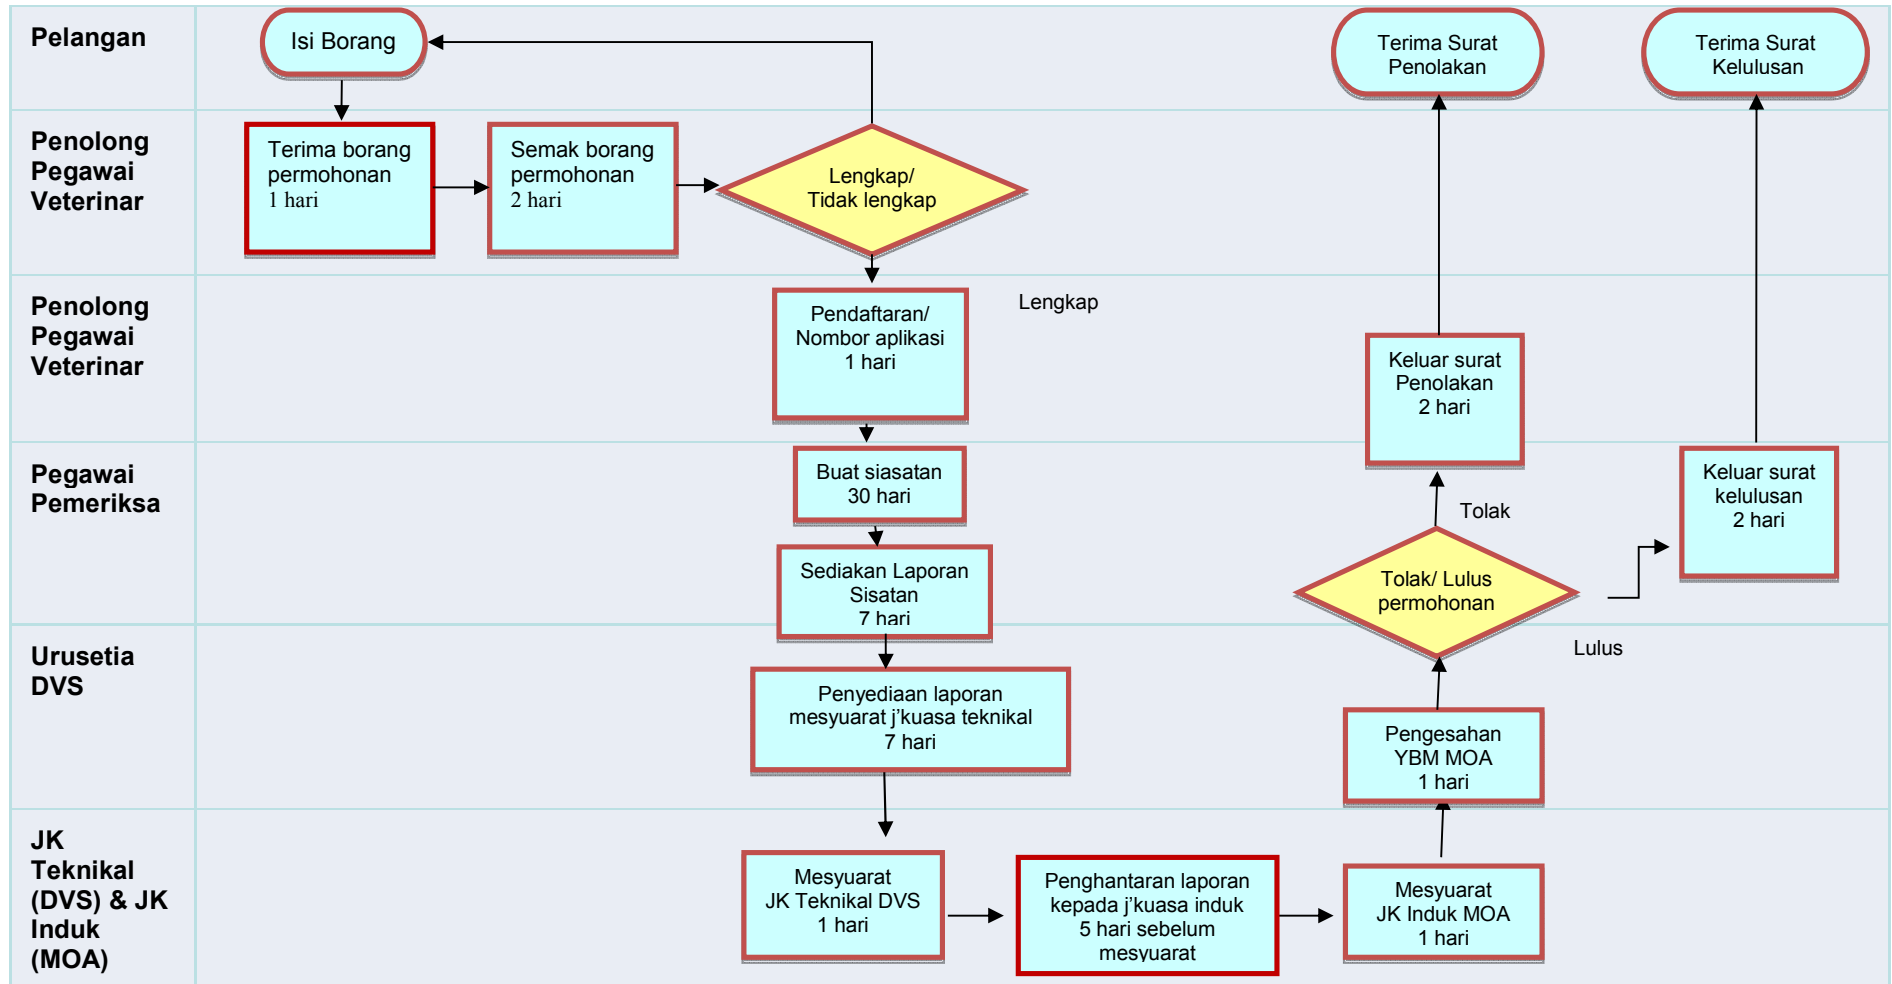 Pelangan
Isi Borang
Terima Surat
Penolakan
Terima Surat
Kelulusan
Penolong
Pegawai
Veterinar
Terima borang
permohonan
1 hari
Semak borang
permohonan
2 hari
Lengkap/
Tidak lengkap
Penolong
Pegawai
Veterinar
Pendaftaran/
Nombor aplikasi
1 hari
Lengkap
Keluar surat
Penolakan
2 hari
Pegawai
Pemeriksa
Buat siasatan
30 hari
Sediakan Laporan
Sisatan
7 hari
Tolak
Tolak/ Lulus
permohonan
Keluar surat
kelulusan
2 hari
Urusetia
DVS
Penyediaan laporan
mesyuarat j'kuasa teknikal
7 hari
Lulus
Pengesahan
YBM MOA
1 hari
JK
Teknikal
(DVS) & JK
Induk
(MOA)
Mesyuarat
JK Teknikal DVS
1 hari
Penghantaran laporan
kepada j'kuasa induk
5 hari sebelum
mesyuarat
Mesyuarat
JK Induk MOA
1 hari